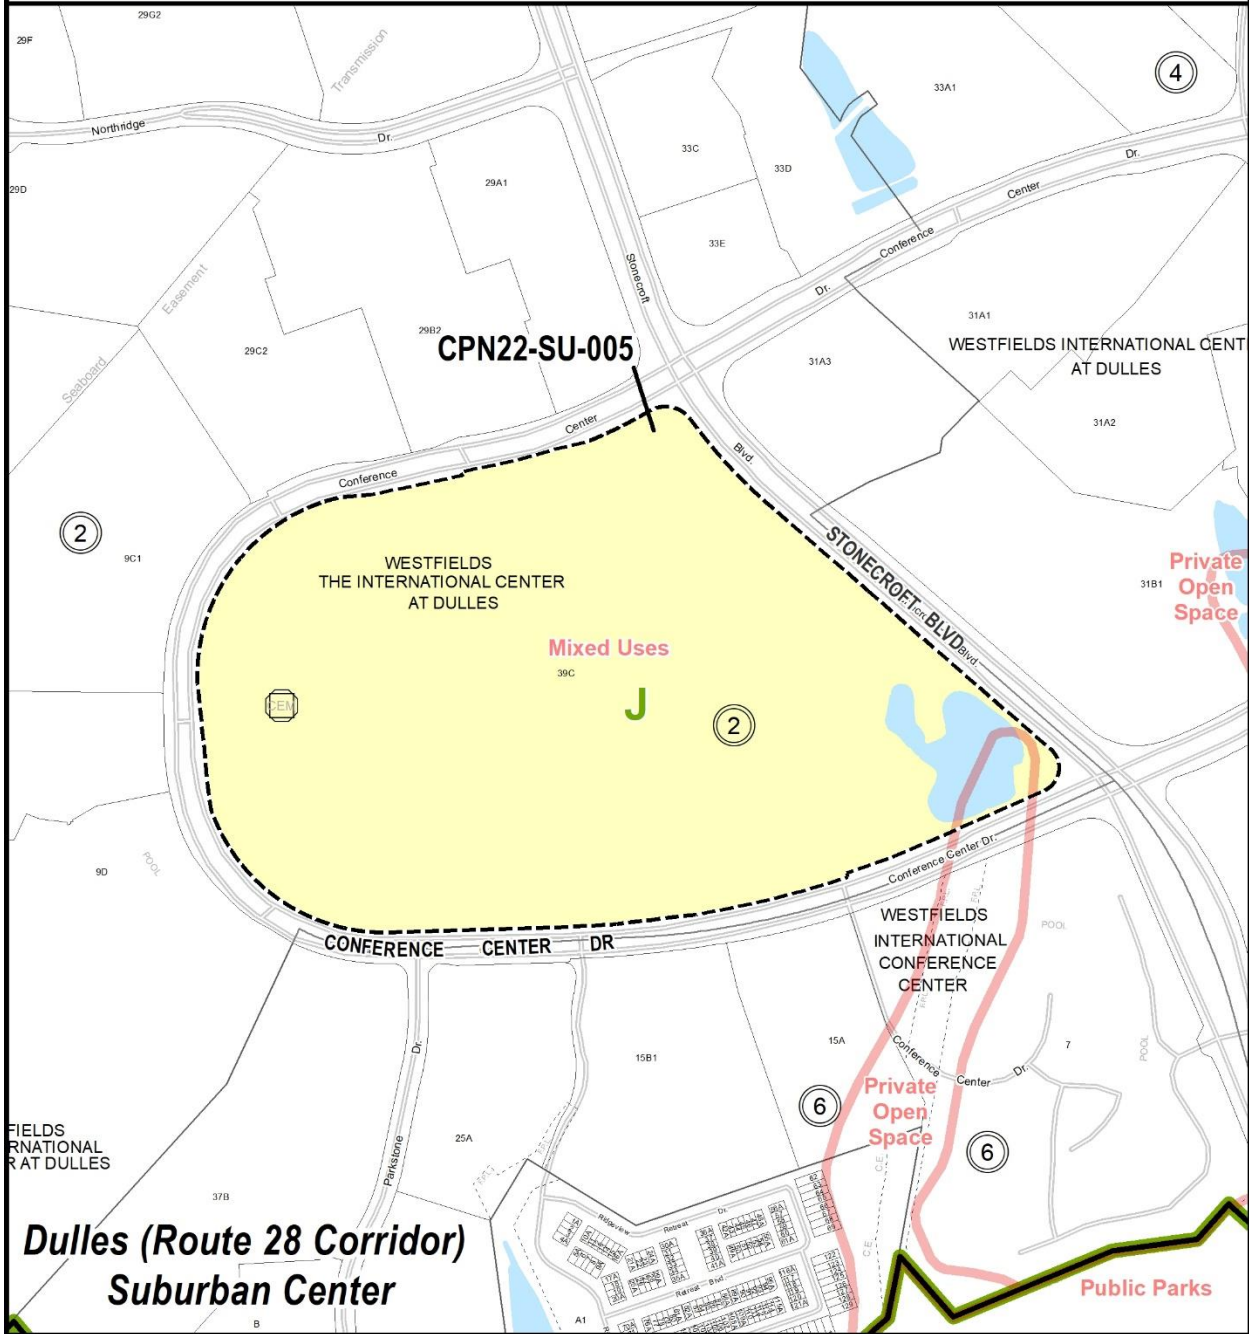 29G2
29F
Transmission
4
33A1
Northridge
Dr.
33C
33D
Dr.
29D
29A1
Center
33E
Conference
Stonecroft
Easement
Dr.
31A1
29B2
CPN22-SU-005
WESTFIELDS INTERNATIONAL CENT
AT DULLES
29C2
31A3
Seaboard
Center
31A2
Blvd.
Conference
2
9C1
STONECROFT BLVD
Blvd.
WESTFIELDS
THE INTERNATIONAL CENTER
AT DULLES
Private
Open
Space
31B1
Mixed Uses
39C
CEM
J
2
9D
POOL
Conference Center Dr.
WESTFIELDS
INTERNATIONAL
CONFERENCE
CENTER
POOL
CONFERENCE CENTER DR
Dr.
15B1
15A
Conference
Center
Dr.
7
POOL
Private
Open
Space
6
6
FIELDS
RNATIONAL
R AT DULLES
25A
Parkstone
C.E.
37B
Ridgeview
Retreat
Dr.
C.E.
Dulles (Route 28 Corridor)
Suburban Center
Retreat
Blvd
Public Parks
B
A1